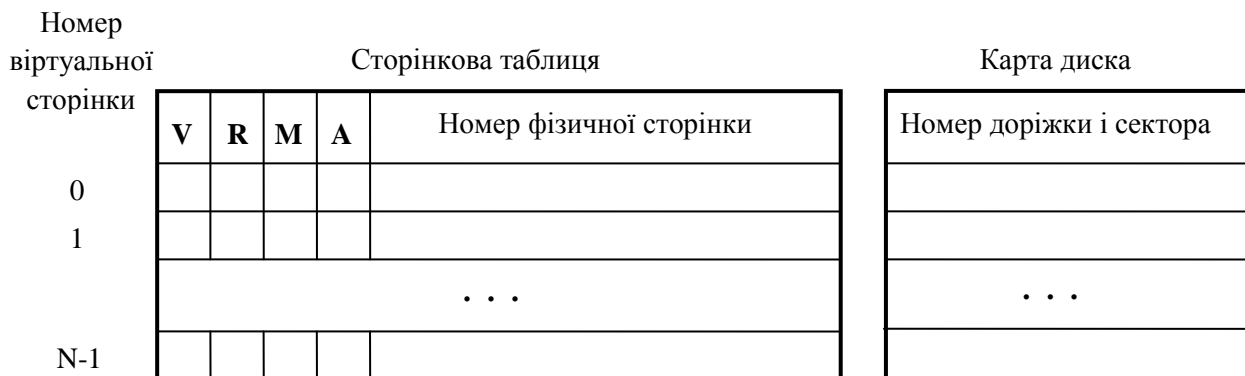 Номер
віртуальної
сторінки
Сторінкова таблиця
Карта диска
V R M A Номер фізичної сторінки
Номер доріжки і сектора
0
1
. . .
. . .
N-1